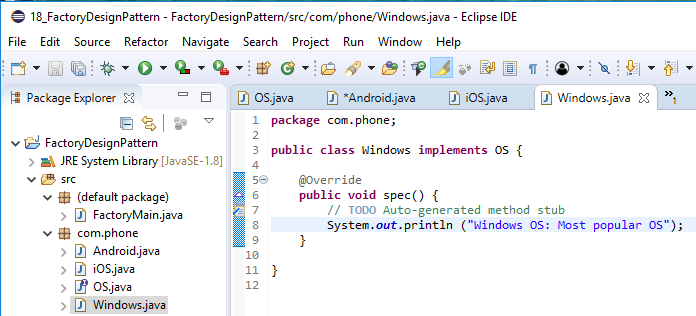 18_FactoryDesignPattern - FactoryDesignPattern/src/com/phone/Windows.java - Eclipse IDE
File Edit Source Refactor Navigate Search Project Run Window Help
Package Explorer
FactoryDesignPattern
JRE System Library [JavaSE-1.8]
src
(default package)
FactoryMain.java
com.phone
Android.java
iOS.java
OS.java
Windows.java
OS.java *Android.java iOS.java Windows.java »1
1 package com.phone;
2
3 public class Windows implements OS {
4
5 @Override
6 public void spec() {
7 // TODO Auto-generated method stub
8 System.out.println ("Windows OS: Most popular OS");
9 }
10
11 }
12